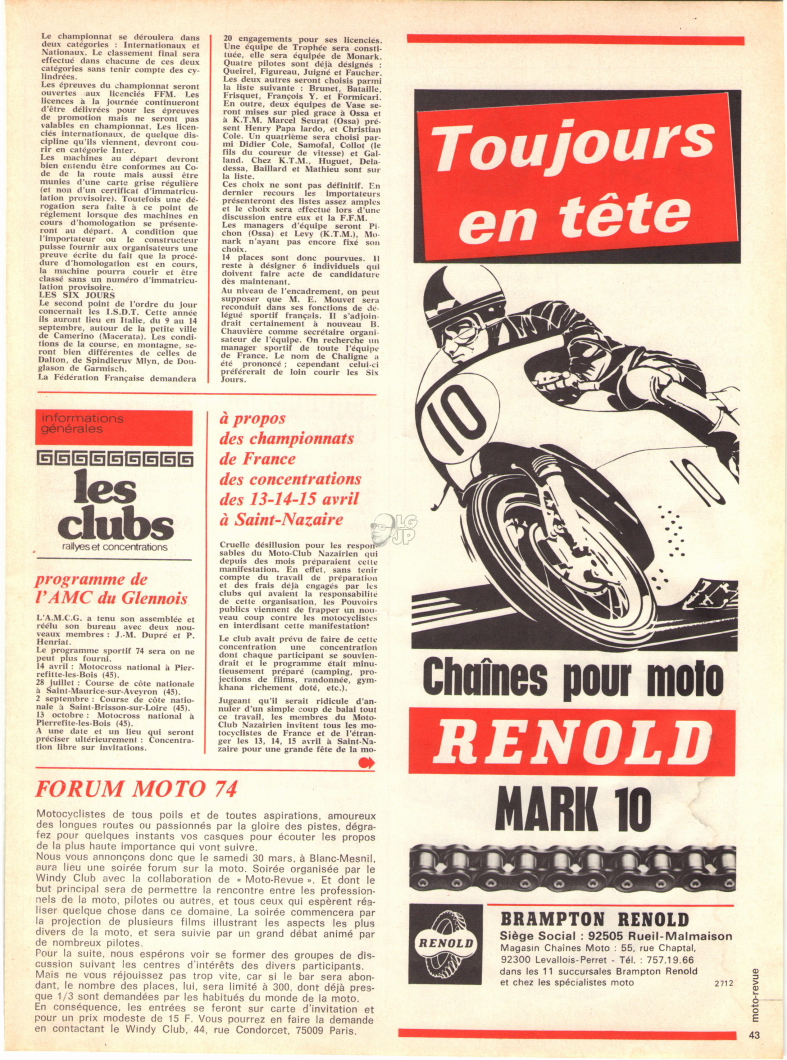 Le championnat se déroulera dans
deux catégories : Internationaux et
Nationaux. Le classement final sera
effectué dans chacune de ces deux
catégories sans tenir compte des cy-
lindrées.
Les épreuves du championnat seront
ouvertes aux licenciés FFM. Les
licences à la journée continueront
d'être délivrées pour les épreuves
de promotion mais ne seront pas
valables en championnat. Les licen-
ciés internationaux, de quelque dis-
cipline qu'ils viennent, devront cou-
rir en catégorie Inter.
Les machines au départ devront
bien entendu être conformes au Co-
de de la route mais aussi être
munies d'une carte grise régulière
(et non d'un certificat d'immatricu-
lation provisoire). Toutefois une dé-
rogation sera faite à ce point de
réglement lorsque des machines en
cours d'homologation se présente-
ront au départ. A condition que
l'importateur ou le constructeur
puisse fournir aux organisateurs une
preuve écrite du fait que la procé-
dure d'homologation est en cours,
la machine pourra courir et être
classé sans un numéro d'immatricu-
lation provisoire.
LES SIX JOURS
Le second point de l'ordre du jour
concernait les I.S.D.T. Cette année
ils auront lieu en Italie, du 9 au 14
septembre, autour de la petite ville
de Camerino (Macerata). Les condi-
tions de la course, en montagne, se-
ront bien différentes de celles de
Dalton, de Spindleruv Mlyn, de Dou-
glason de Garmisch.
La Fédération Française demandera
20 engagements pour ses licenciés.
Une équipe de Trophée sera consti-
tuée, elle sera équipée de Monark.
Quatre pilotes sont déjà désignés :
Queirel, Figureau, Juigné et Faucher.
Les deux autres seront choisis parmi
la liste suivante : Brunet, Bataille,
Frisquet, François Y. et Formicari.
En outre, deux équipes de Vase se-
ront mises sur pied grace à Ossa et
à K.T.M. Marcel Seurat (Ossa) pré-
sent Henry Papa lardo, et Christian
Cole. Un quatrième sera choisi par-
mi Didier Cole, Samofal, Collot (le
fils du coureur de vitesse) et Gal-
land. Chez K.T.M., Huguet, Dela-
dessa, Baillard et Mathieu sont sur
la liste.
Ces choix ne sont pas définitif. En
dernier recours les importateurs
présenteront des listes assez amples
et le choix sera effectué lors d'une
discussion entre eux et la F.F.M.
Les managers d'équipe seront Pi-
chon (Ossa) et Levy (K.T.M.), Mo-
nark n'ayant pas encore fixé son
choix.
14 places sont donc pourvues. Il
reste à désigner 6 individuels qui
doivent faire acte de candidature
dès maintenant.
Au niveau de l'encadrement, on peut
supposer que M. E. Mouvet sera
reconduit dans ses fonctions de dé-
légué sportif français. Il s'adjoin-
drait certainement à nouveau B.
Chauvière comme secrétaire organi-
sateur de l'équipe. On recherche un
manager sportif de toute l'équipe
de France. Le nom de Chaligne a
été prononcé ; cependant celui-ci
préférerait de loin courir les Six
Jours.
informations
générales
les
clubs
rallyes et concentrations
programme de
l'AMC du Glennois
L'A.M.C.G. a tenu son assemblée et
réélu son bureau avec deux nou-
veaux membres : J.-M. Dupré et P.
Henriat.
Le programme sportif 74 sera on ne
peut plus fourni.
14 avril : Motocross national à Pier-
refitte-les-Bois (45).
28 juillet : Course de côte nationale
à Saint-Maurice-sur-Aveyron (45).
2 septembre : Course de côte natio-
nale à Saint-Brisson-sur-Loire (45).
13 octobre : Motocross national à
Pierrefite-les-Bois (45).
A une date et un lieu qui seront
préciser ultérieurement : Concentra-
tion libre sur invitations.
à propos
des championnats
de France
des concentrations
des 13-14-15 avril
à Saint-Nazaire
Cruelle désillusion pour les respon-
sables du Moto-Club Nazairien qui
depuis des mois préparaient cette
manifestation. En effet, sans tenir
compte du travail de préparation
et des frais déjà engagés par les
clubs qui avaient la responsabilité
de cette organisation, les Pouvoirs
publics viennent de frapper un nou-
veau coup contre les motocyclistes
en interdisant cette manifestation*
Le club avait prévu de faire de cette
concentration une concentration
dont chaque participant se souvien-
drait et le programme était minu-
tieusement préparé (camping, pro-
jections de films, randonnée, gym-
khana richement doté, etc.).
Jugeant qu'il serait ridicule d'an-
nuler d'un simple coup de balai tout
ce travail, les membres du Moto-
Club Nazairien invitent tous les mo-
tocyclistes de France et de l'étran-
ger les 13, 14, 15 avril à Saint-Na-
zaire pour une grande fête de la mo-
LG
JP
FORUM MOTO 74
Motocyclistes de tous poils et de toutes aspirations, amoureux
des longues routes ou passionnés par la gloire des pistes, dégra-
fez pour quelques instants vos casques pour écouter les propos
de la plus haute importance qui vont suivre.
Nous vous annonçons donc que le samedi 30 mars, à Blanc-Mesnil,
aura lieu une soirée forum sur la moto. Soirée organisée par le
Windy Club avec la collaboration de « Moto-Revue ». Et dont le
but principal sera de permettre la rencontre entre les profession-
nels de la moto, pilotes ou autres, et tous ceux qui espèrent réa-
liser quelque chose dans ce domaine. La soirée commencera par
la projection de plusieurs films illustrant les aspects les plus
divers de la moto, et sera suivie par un grand débat animé par
de nombreux pilotes.
Pour la suite, nous espérons voir se former des groupes de dis-
cussion suivant les centres d'intérêts des divers participants.
Mais ne vous réjouissez pas trop vite, car si le bar sera abon-
dant, le nombre des places, lui, sera limité à 300, dont déjà pres-
que 1/3 sont demandées par les habitués du monde de la moto.
En conséquence, les entrées se feront sur carte d'invitation et
pour un prix modeste de 15 F. Vous pourrez en faire la demande
en contactant le Windy Club, 44, rue Condorcet, 75009 Paris.
Toujours
en tête
10
10
Chaînes pour moto
RENOLD
MARK 10
RENOLD
BRAMPTON RENOLD
Siège Social : 92505 Rueil-Malmaison
Magasin Chaînes Moto : 55, rue Chaptal,
92300 Levallois-Perret - Tél. : 757.19.66
dans les 11 succursales Brampton Renold
et chez les spécialistes moto
2712
moto-revue
43